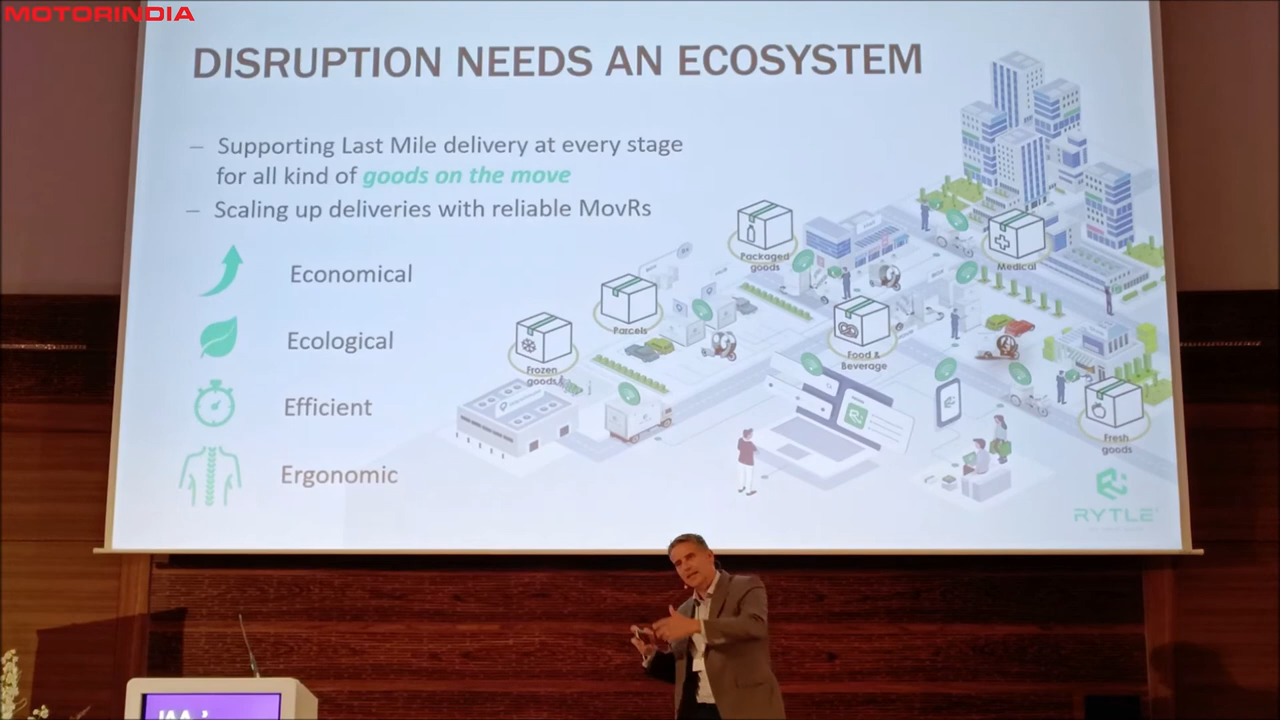 MOTORINDIA
DISRUPTION NEEDS AN ECOSYSTEM
– Supporting Last Mile delivery at every stage
for all kind of goods on the move
– Scaling up deliveries with reliable MovRs
Economical
Ecological
Efficient
Ergonomic
Packaged
goods
Medical
Parcels
Food &
Beverage
Frozen
goods
Fresh
goods
RYTLE
IAA